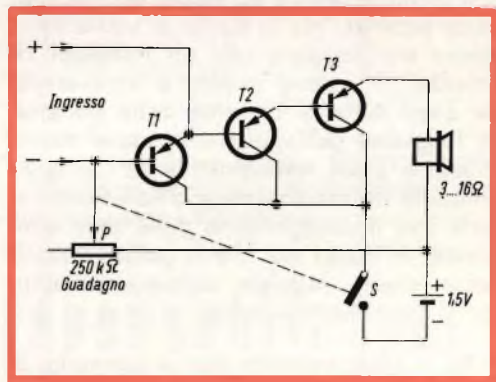 +
Ingresso
−
T1
T2
T3
3....16Ω
P
250 kΩ
Guadagno
S
+
1,5V
−